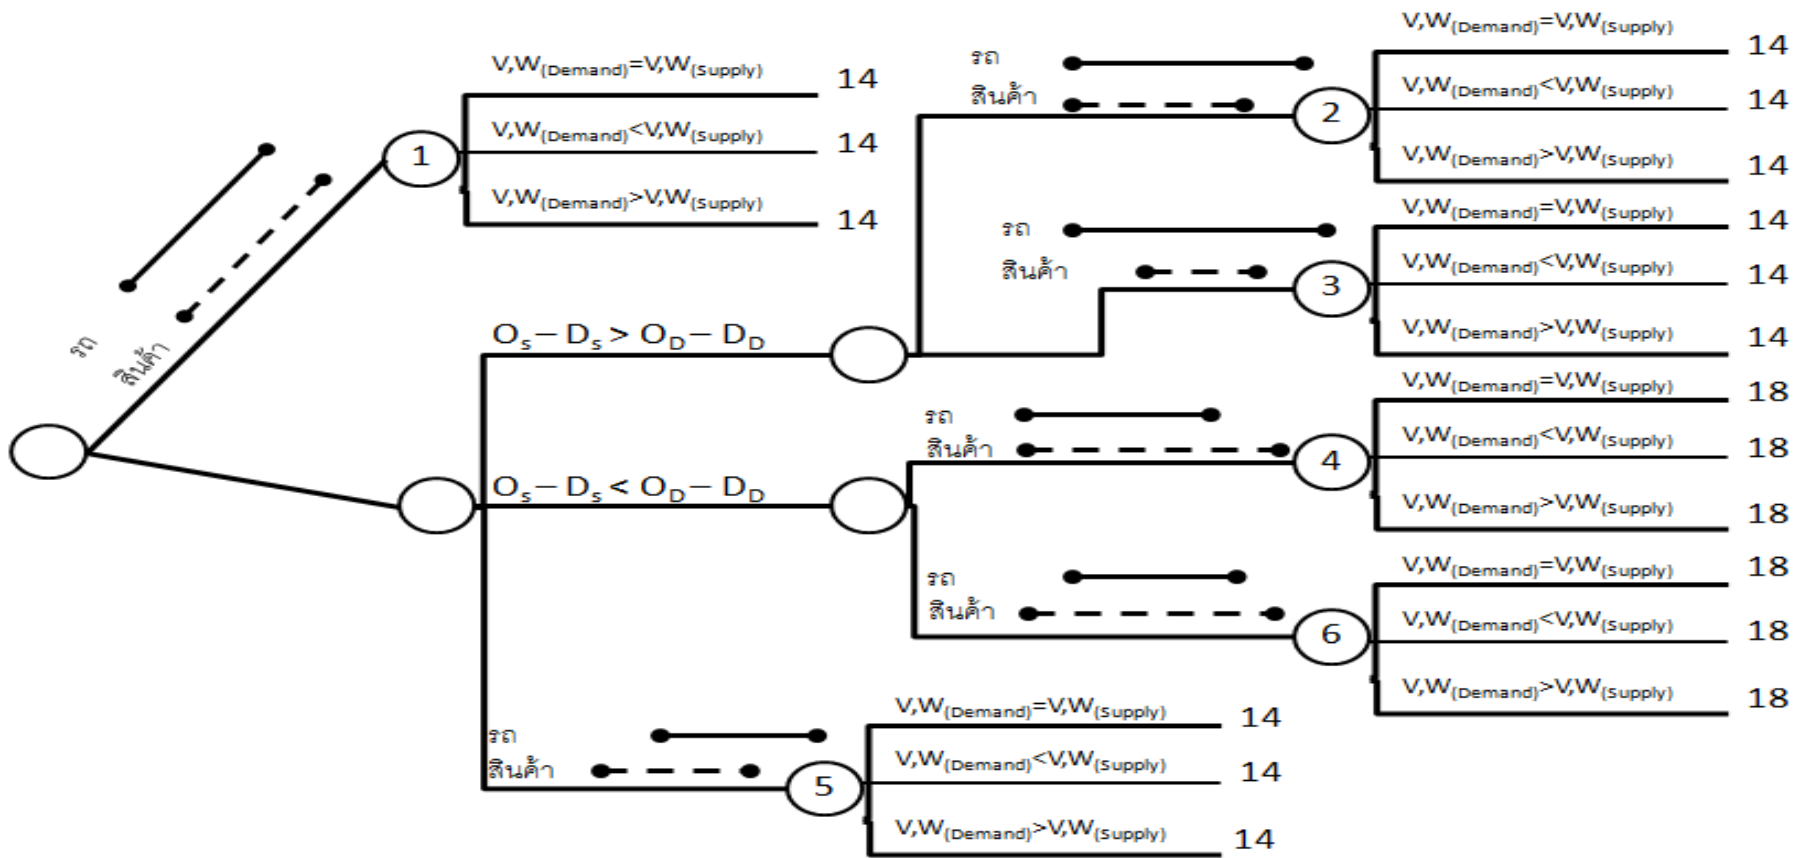 รถ
สินค้า
1
V,W(Demand)=V,W(Supply) 14
V,W(Demand)<V,W(Supply) 14
V,W(Demand)>V,W(Supply) 14
Os – Ds > OD – DD
รถ
สินค้า
2
V,W(Demand)=V,W(Supply) 14
V,W(Demand)<V,W(Supply) 14
V,W(Demand)>V,W(Supply) 14
รถ
สินค้า
3
V,W(Demand)=V,W(Supply) 14
V,W(Demand)<V,W(Supply) 14
V,W(Demand)>V,W(Supply) 14
Os – Ds < OD – DD
รถ
สินค้า
4
V,W(Demand)=V,W(Supply) 18
V,W(Demand)<V,W(Supply) 18
V,W(Demand)>V,W(Supply) 18
รถ
สินค้า
6
V,W(Demand)=V,W(Supply) 18
V,W(Demand)<V,W(Supply) 18
V,W(Demand)>V,W(Supply) 18
รถ
สินค้า
5
V,W(Demand)=V,W(Supply) 14
V,W(Demand)<V,W(Supply) 14
V,W(Demand)>V,W(Supply) 14